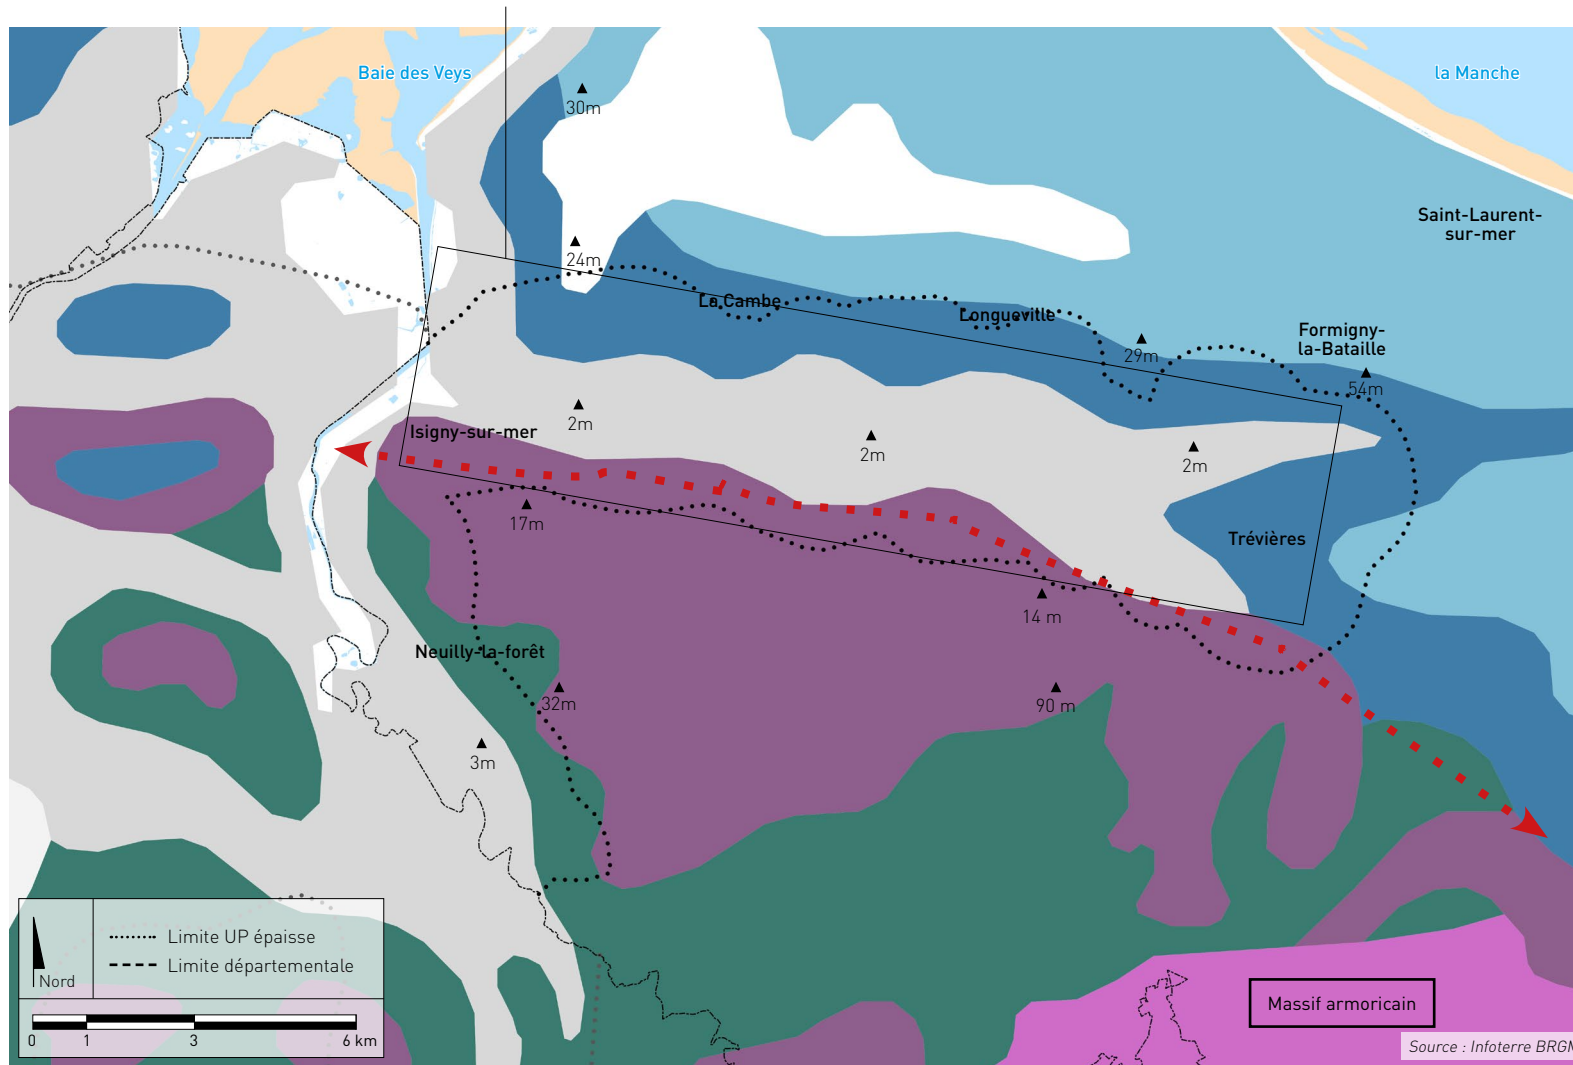 Baie des Veys
la Manche
30m
Saint-Laurent-
sur-mer
24m
La Cambe
Longueville
Formigny-
la-Bataille
29m
54m
Isigny-sur-mer
2m
2m
2m
17m
Trévières
14 m
Neuilly-la-forêt
32m
90 m
3m
Limite UP épaisse
Limite départementale
Nord
0 1 3 6 km
Massif armoricain
Source : Infoterre BRGM